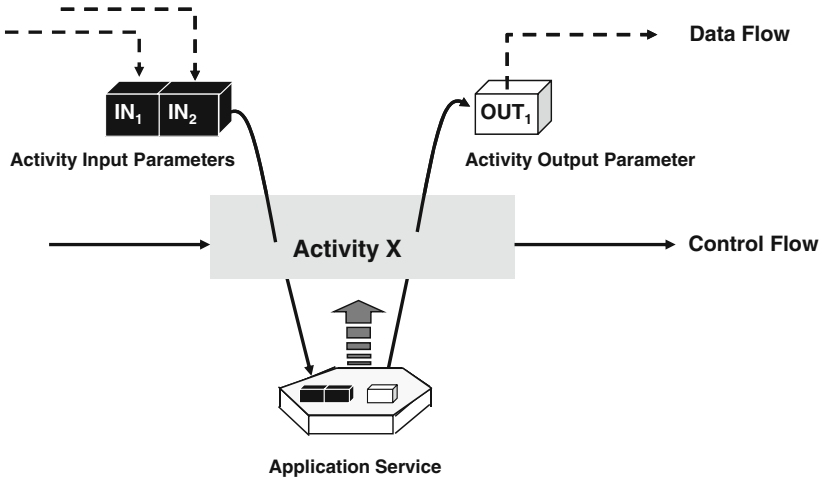 Data Flow
IN1 IN2
OUT1
Activity Input Parameters
Activity Output Parameter
Activity X
Control Flow
Application Service